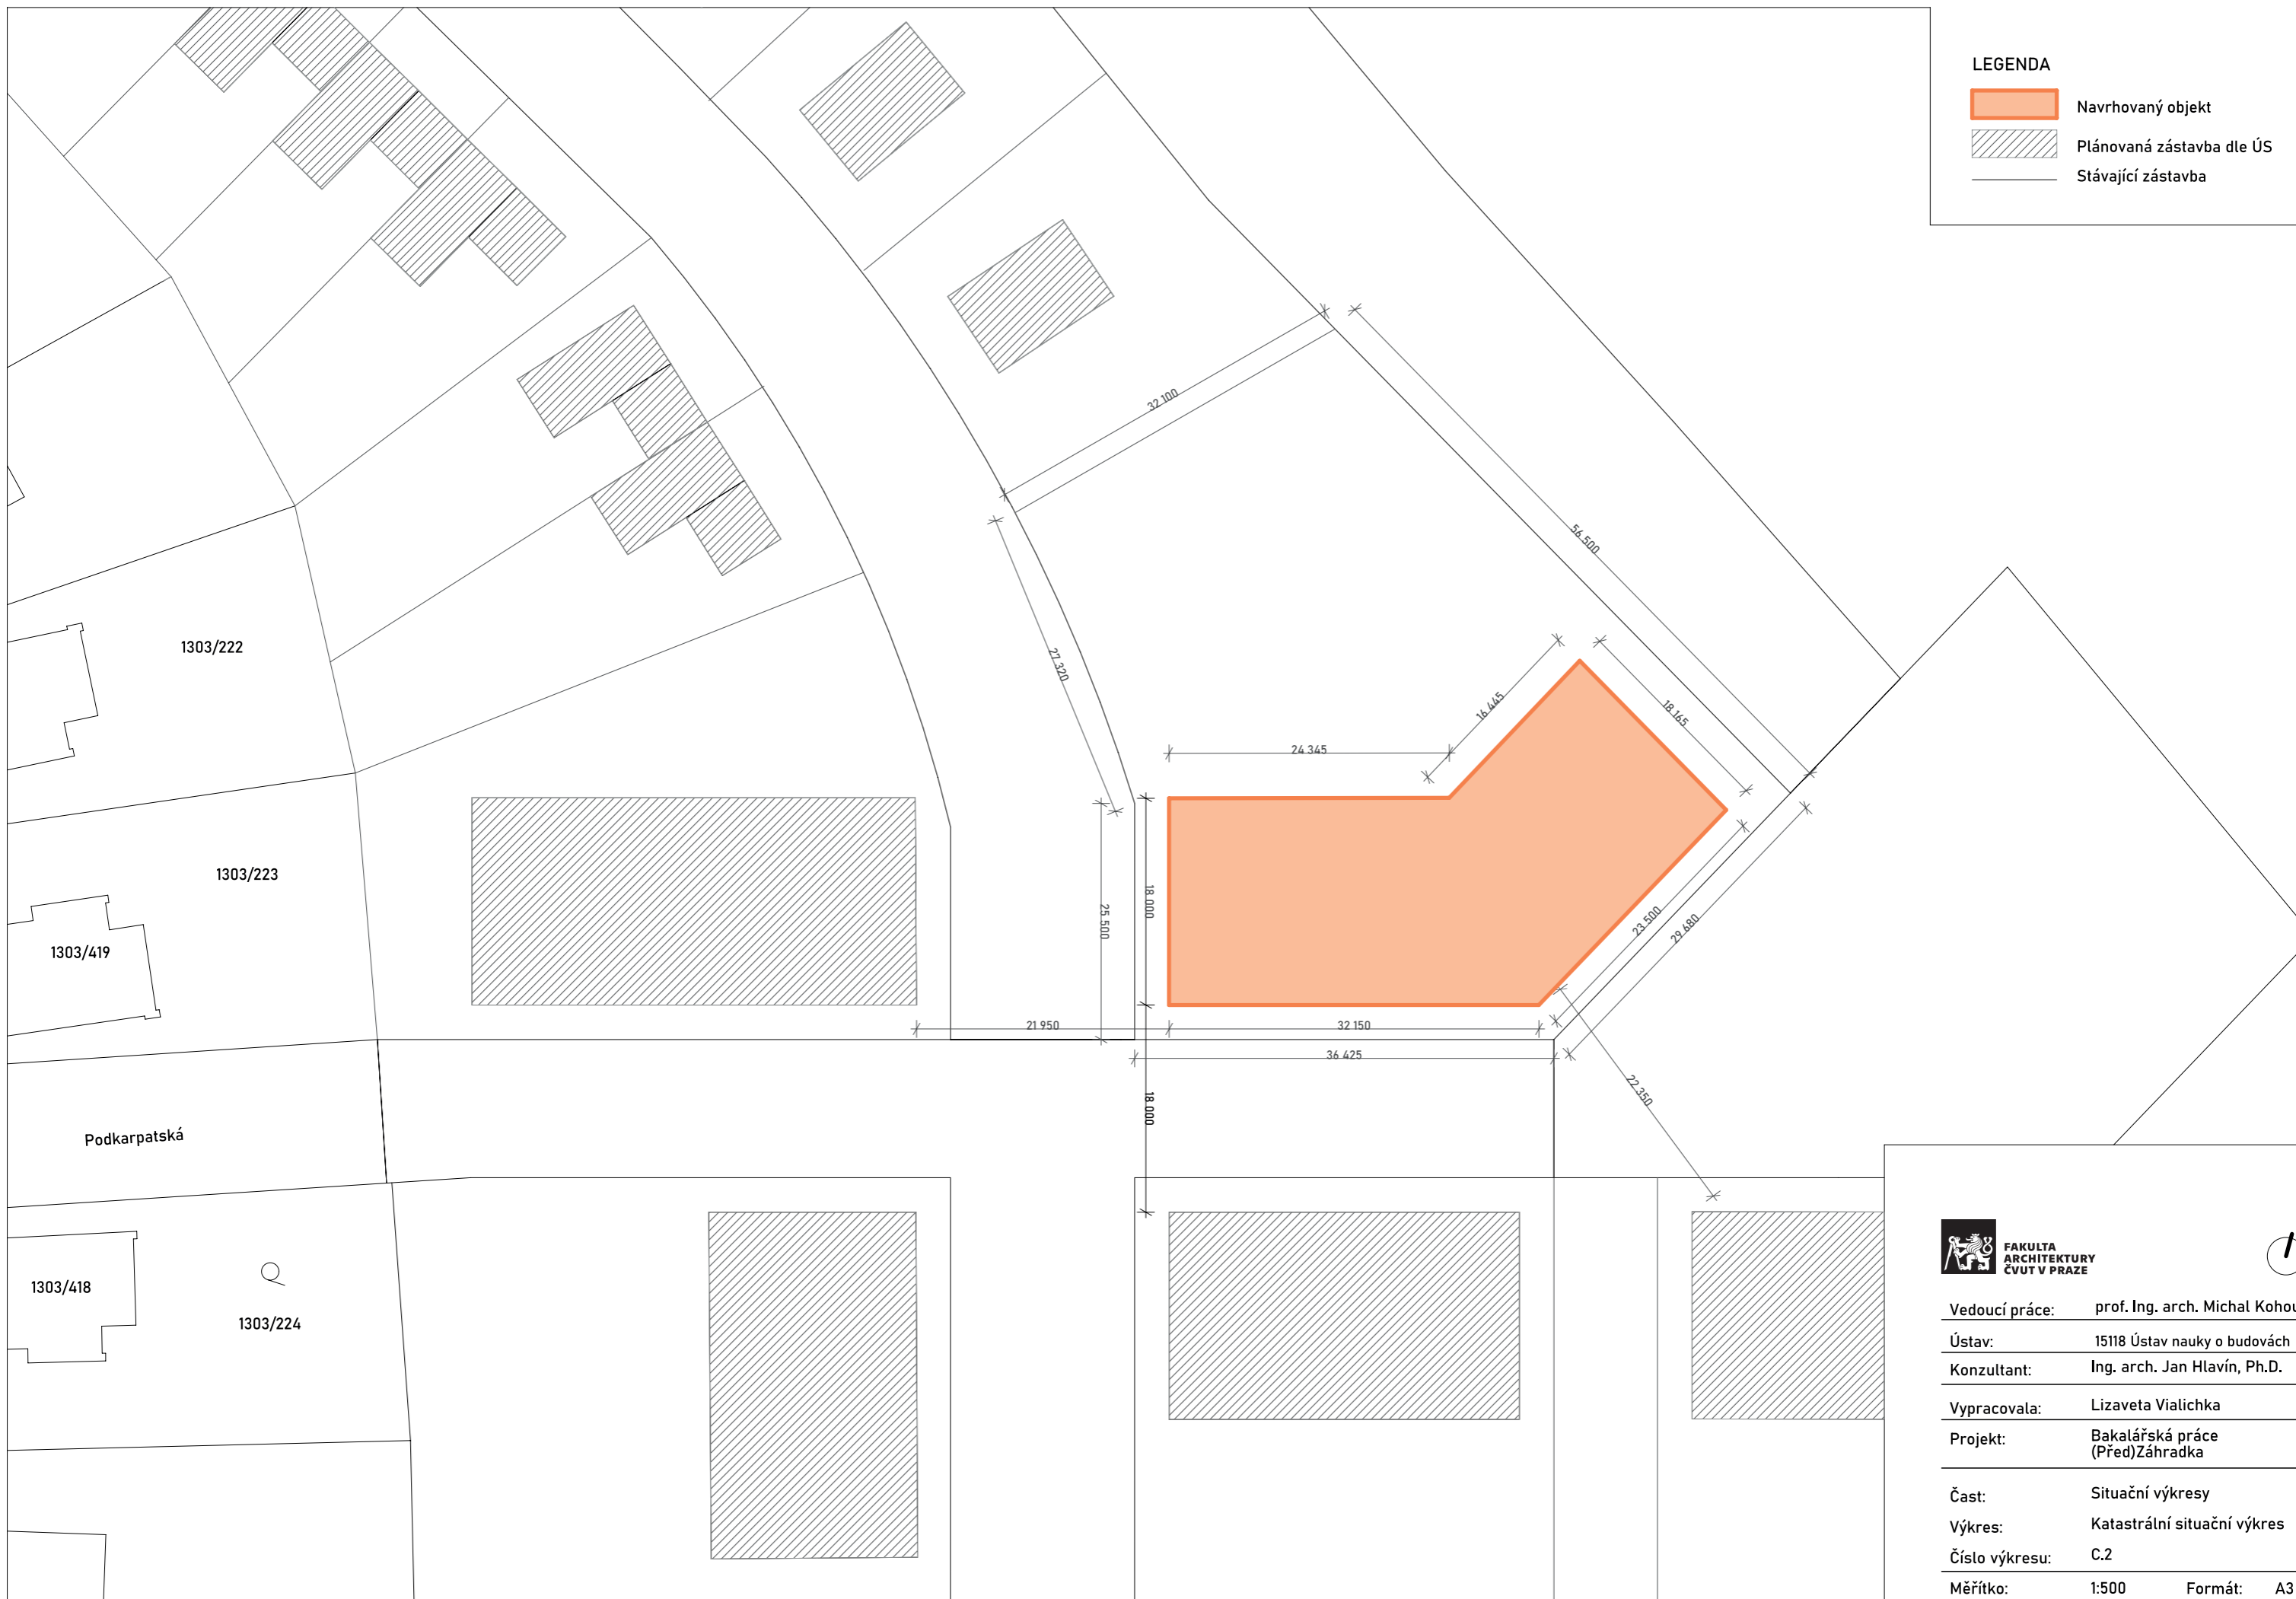 LEGENDA
Navrhovaný objekt
Plánovaná zástavba dle ÚS
Stávající zástavba
32 100
56 500
27 320
16 445
18 165
24 345
18 000
25 500
23 500
29 680
21 950
32 150
36 425
22 350
18 000
1303/222
1303/223
1303/419
Podkarpatská
1303/418
1303/224
FAKULTA
ARCHITEKTURY
ČVUT V PRAZE
Vedoucí práce: prof. Ing. arch. Michal Kohou
Ústav: 15118 Ústav nauky o budovách
Konzultant: Ing. arch. Jan Hlavín, Ph.D.
Vypracovala: Lizaveta Vialichka
Projekt: Bakalářská práce
(Před)Záhradka
Čast: Situační výkresy
Výkres: Katastrální situační výkres
Číslo výkresu: C.2
Měřítko: 1:500 Formát: A3